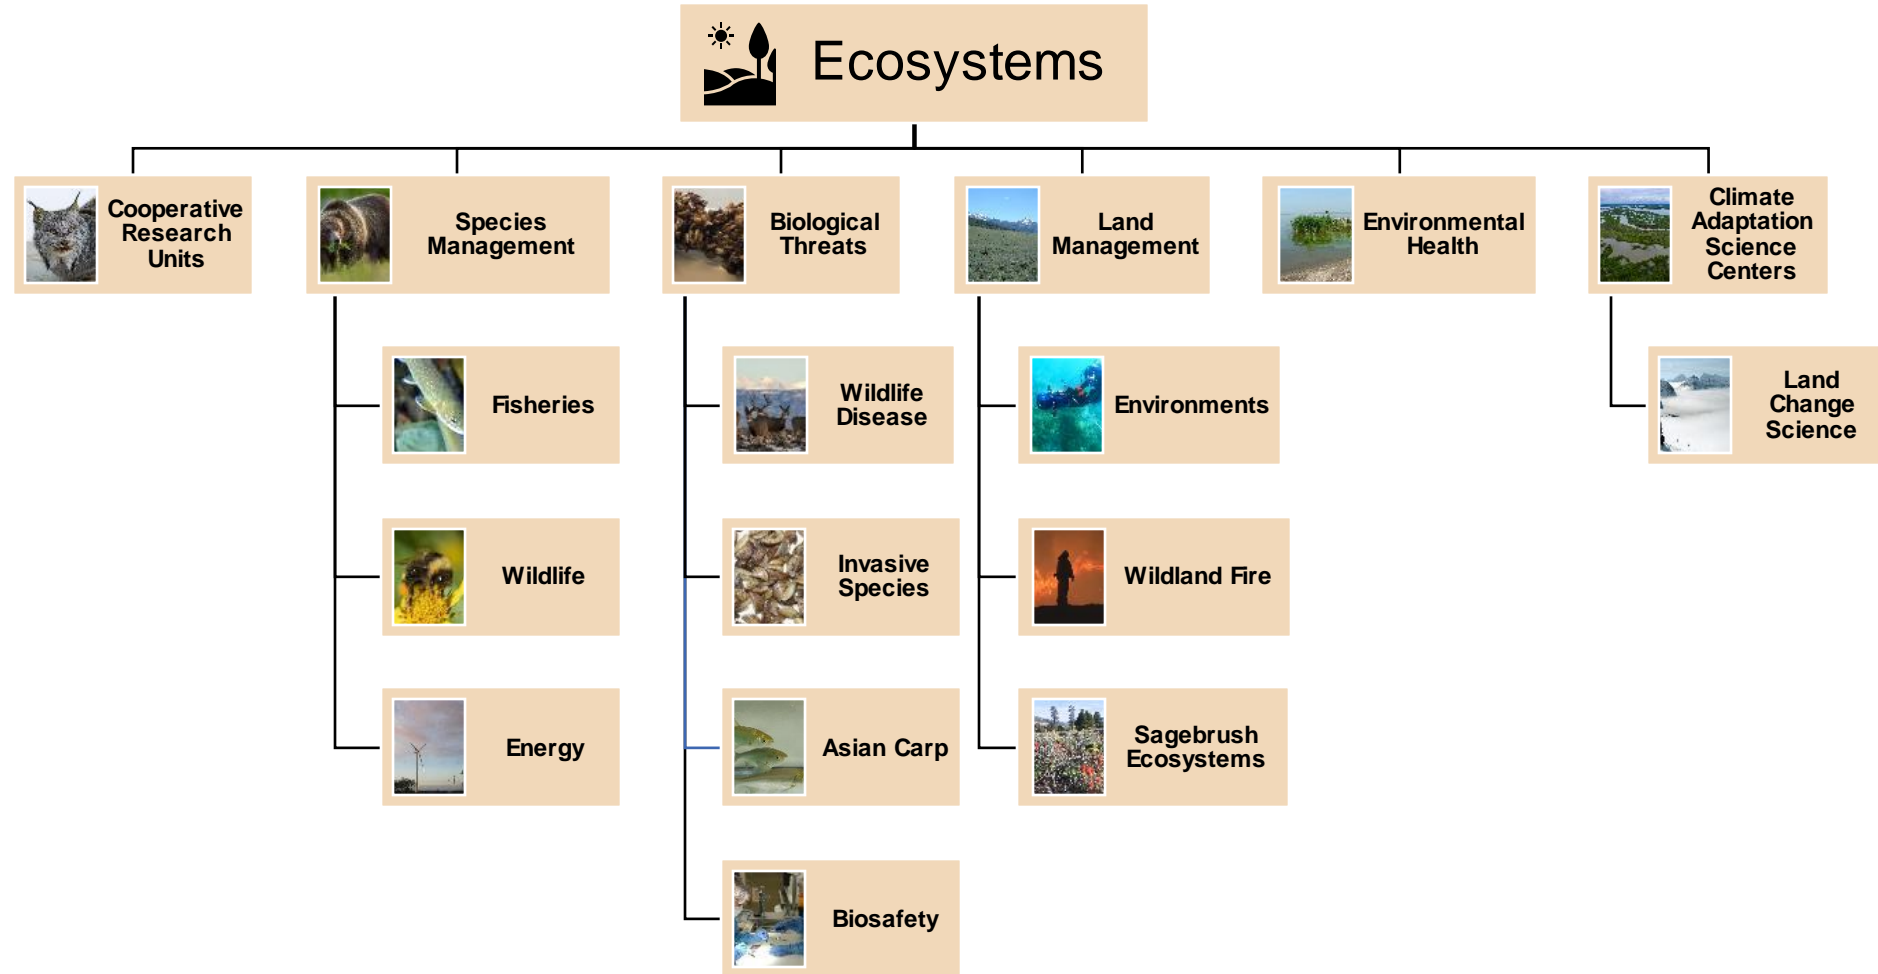 Ecosystems
Cooperative
Research
Units
Species
Management
Biological
Threats
Land
Management
Environmental
Health
Climate
Adaptation
Science
Centers
Fisheries
Wildlife
Disease
Environments
Land
Change
Science
Wildlife
Invasive
Species
Wildland Fire
Energy
Asian Carp
Sagebrush
Ecosystems
Biosafety